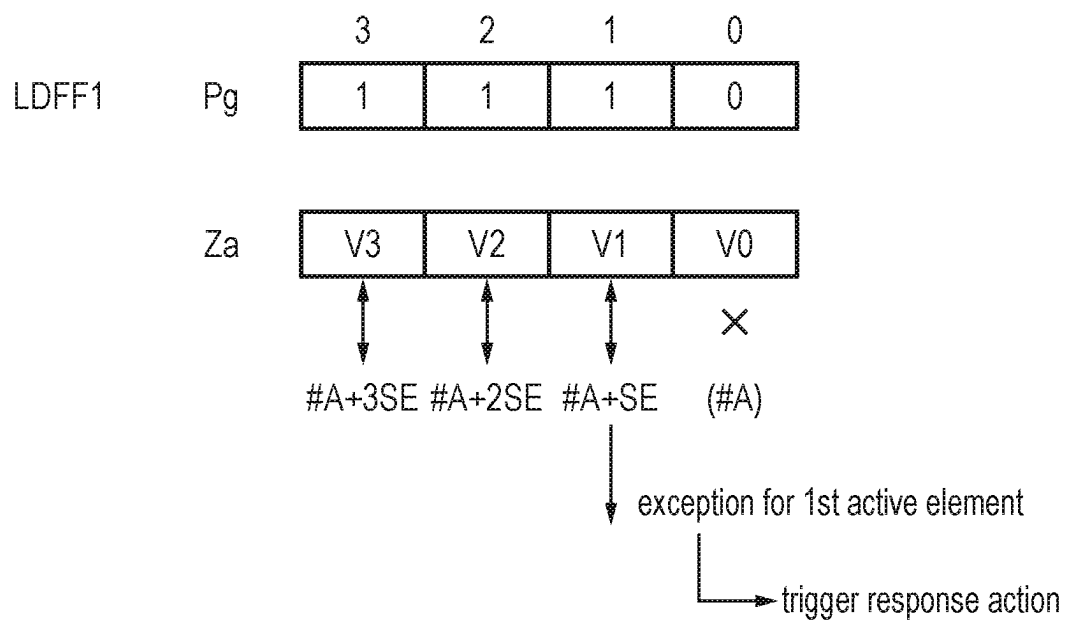 3 2 1 0
LDFF1 Pg 1 1 1 0
Za V3 V2 V1 V0
×
#A+3SE #A+2SE #A+SE (#A)
exception for 1st active element
trigger response action